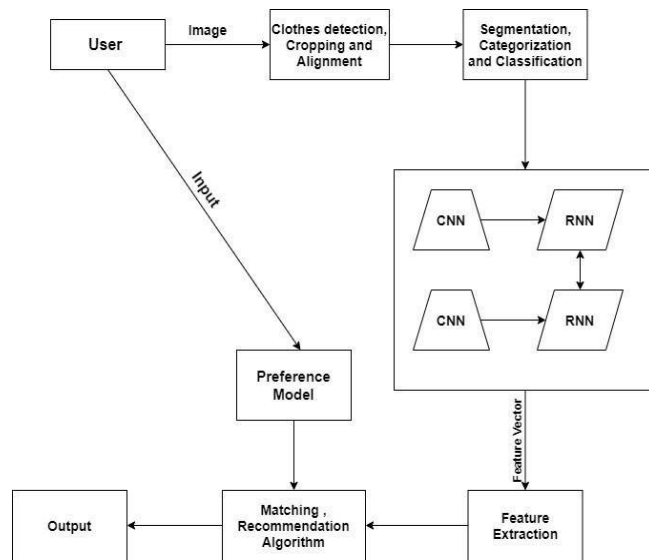 User
Image
Clothes detection,
Cropping and
Alignment
Segmentation,
Categorization
and Classification
Input
CNN
RNN
CNN
RNN
Preference
Model
Feature Vector
Output
Matching ,
Recommendation
Algorithm
Feature
Extraction